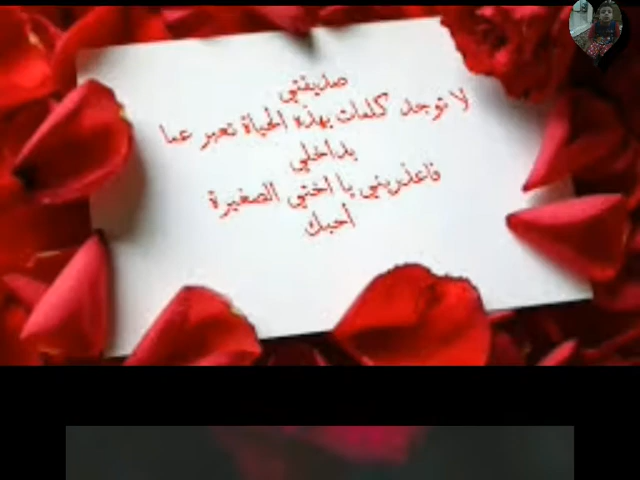 صديقتي
لا توجد كلمات بهذه الحياة تعبر عما
بداخلي
فاعذريني يا اختي الصغيرة
أحبك